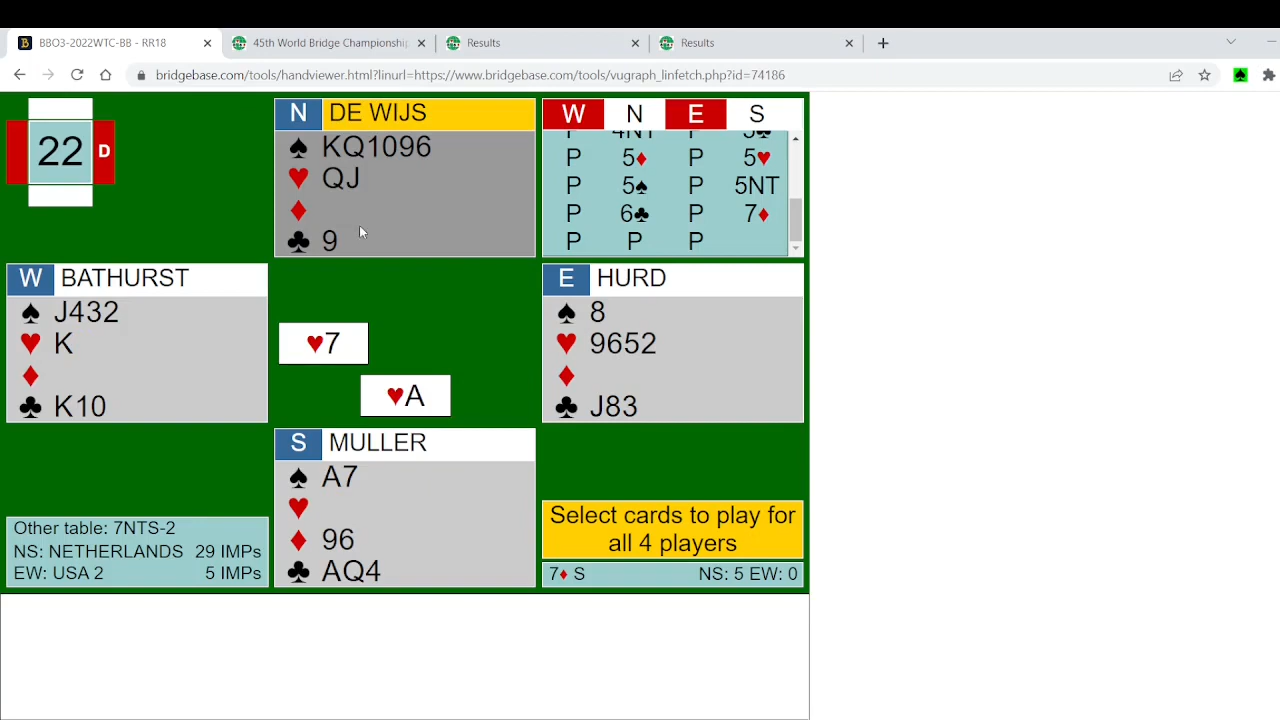 BBO3-2022WTC-BB - RR18
45th World Bridge Championship
Results
Results
bridgebase.com/tools/handviewer.html?linurl=https://www.bridgebase.com/tools/vugraph_linfetch.php?id=74186
22 D
N DE WIJS
♠ KQ1096
♥ QJ
♦
♣ 9
W N E S
P 4NT P 5♣
P 5♦ P 5♥
P 5♠ P 5NT
P 6♣ P 7♦
P P P
W BATHURST
♠ J432
♥ K
♦
♣ K10
♥7
♥A
E HURD
♠ 8
♥ 9652
♦
♣ J83
S MULLER
♠ A7
♥
♦ 96
♣ AQ4
Other table: 7NTS-2
NS: NETHERLANDS 29 IMPs
EW: USA 2 5 IMPs
Select cards to play for
all 4 players
7♦ S NS: 5 EW: 0